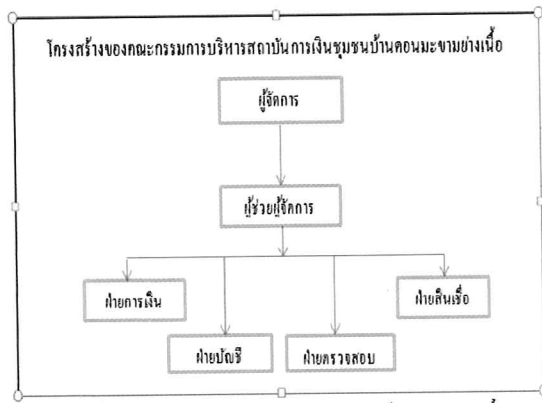 โครงสร้างของคณะกรรมการบริหารสถาบันการเงินชุมชนบ้านดอนมะขามย่างเนื้อ
ผู้จัดการ
ผู้ช่วยผู้จัดการ
ฝ่ายการเงิน
ฝ่ายบัญชี
ฝ่ายตรวจสอบ
ฝ่ายสินเชื่อ